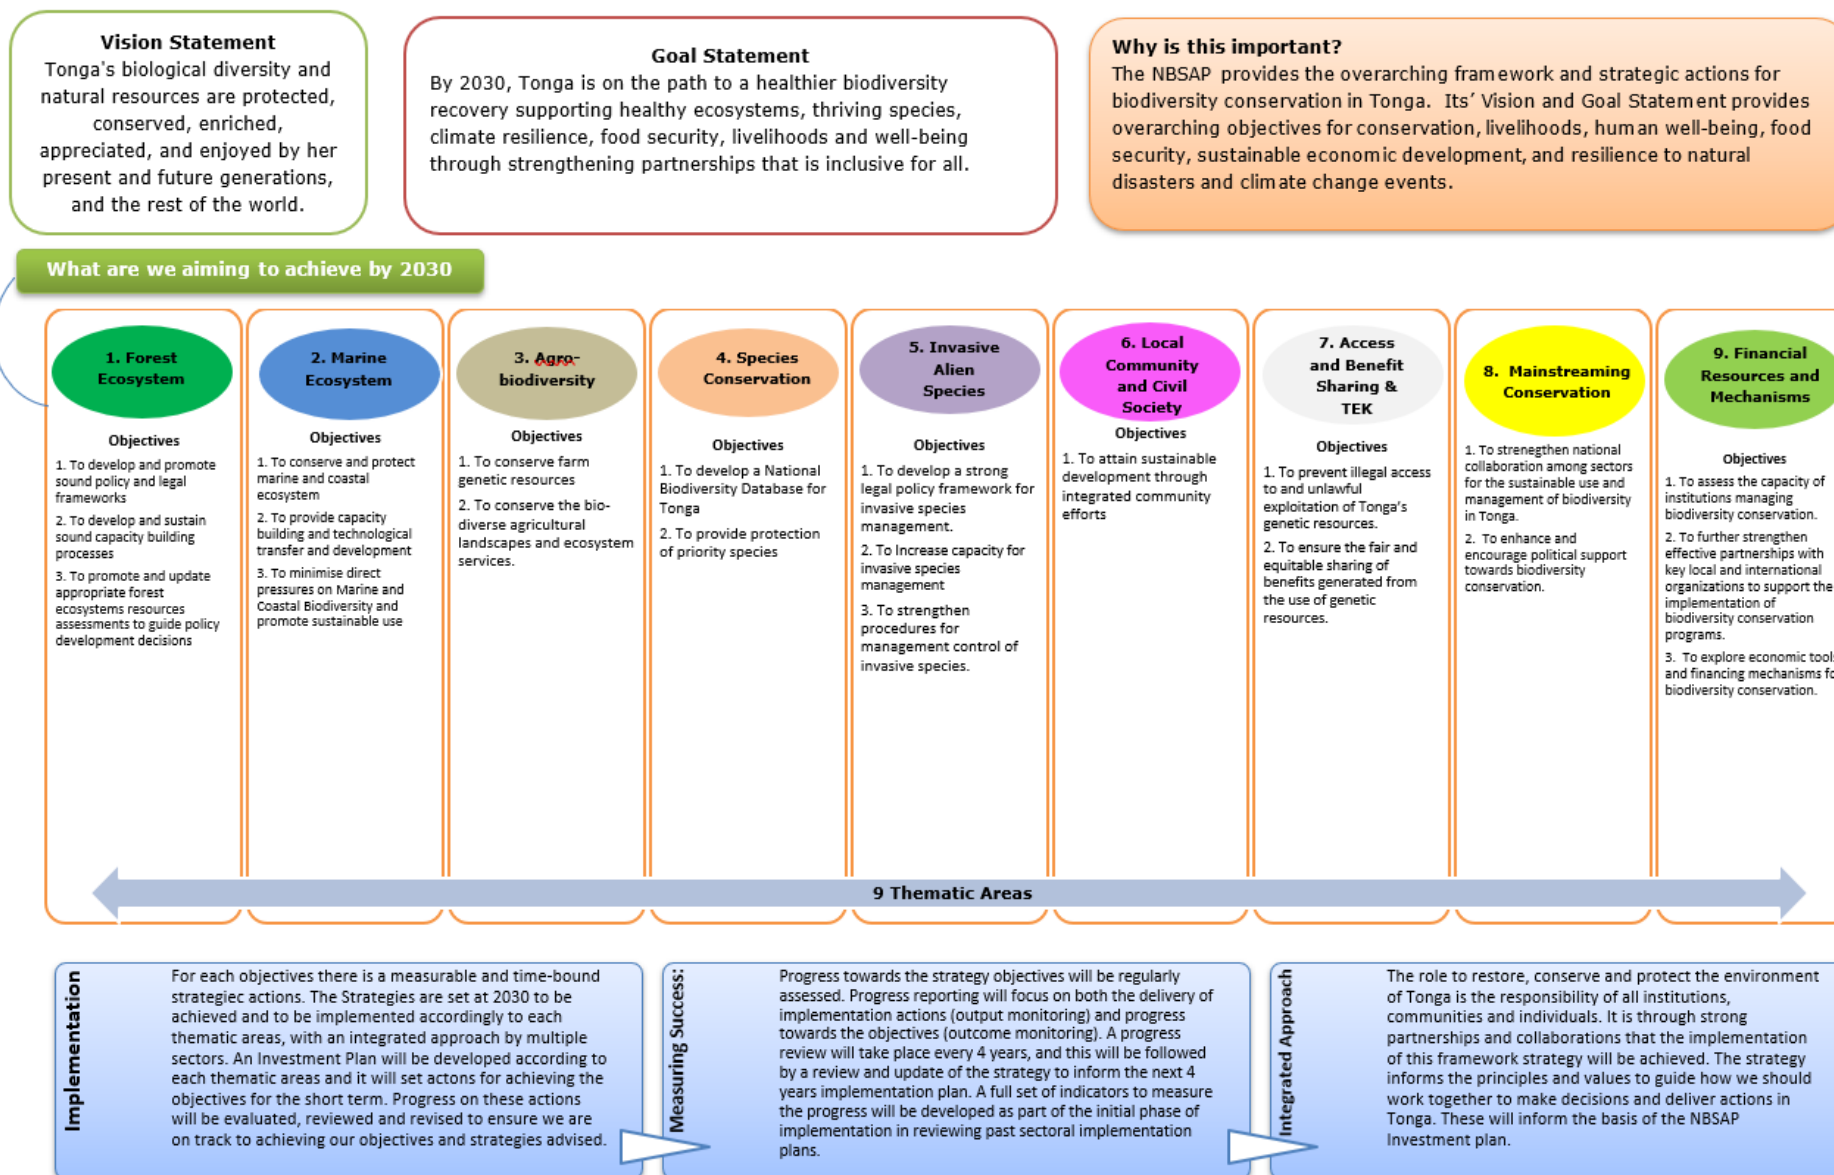 Vision Statement
Tonga's biological diversity and
natural resources are protected,
conserved, enriched,
appreciated, and enjoyed by her
present and future generations,
and the rest of the world.
Goal Statement
By 2030, Tonga is on the path to a healthier biodiversity
recovery supporting healthy ecosystems, thriving species,
climate resilience, food security, livelihoods and well-being
through strengthening partnerships that is inclusive for all.
Why is this important?
The NBSAP provides the overarching framework and strategic actions for
biodiversity conservation in Tonga. Its’ Vision and Goal Statement provides
overarching objectives for conservation, livelihoods, human well-being, food
security, sustainable economic development, and resilience to natural
disasters and climate change events.
What are we aiming to achieve by 2030
1. Forest
Ecosystem
Objectives
1. To develop and promote
sound policy and legal
frameworks
2. To develop and sustain
sound capacity building
processes
3. To promote and update
appropriate forest
ecosystems resources
assessments to guide policy
development decisions
2. Marine
Ecosystem
Objectives
1. To conserve and protect
marine and coastal
ecosystem
2. To provide capacity
building and technological
transfer and development
3. To minimise direct
pressures on Marine and
Coastal Biodiversity and
promote sustainable use
3. Agro-
biodiversity
Objectives
1. To conserve farm
genetic resources
2. To conserve the bio-
diverse agricultural
landscapes and ecosystem
services.
4. Species
Conservation
Objectives
1. To develop a National
Biodiversity Database for
Tonga
2. To provide protection
of priority species
5. Invasive
Alien
Species
Objectives
1. To develop a strong
legal policy framework for
invasive species
management.
2. To Increase capacity for
invasive species
management
3. To strengthen
procedures for
management control of
invasive species.
6. Local
Community
and Civil
Society
Objectives
1. To attain sustainable
development through
integrated community
efforts
7. Access
and Benefit
Sharing &
TEK
Objectives
1. To prevent illegal access
to and unlawful
exploitation of Tonga’s
genetic resources.
2. To ensure the fair and
equitable sharing of
benefits generated from
the use of genetic
resources.
8. Mainstreaming
Conservation
1. To strenegthen national
collaboration among sectors
for the sustainable use and
management of biodiversity
in Tonga.
2. To enhance and
encourage political support
towards biodiversity
conservation.
9. Financial
Resources and
Mechanisms
Objectives
1. To assess the capacity of
institutions managing
biodiversity conservation.
2. To further strengthen
effective partnerships with
key local and international
organizations to support the
implementation of
biodiversity conservation
programs.
3. To explore economic tool
and financing mechanisms fo
biodiversity conservation.
9 Thematic Areas
Implementation
For each objectives there is a measurable and time-bound
strategiec actions. The Strategies are set at 2030 to be
achieved and to be implemented accordingly to each
thematic areas, with an integrated approach by multiple
sectors. An Investment Plan will be developed according to
each thematic areas and it will set actons for achieving the
objectives for the short term. Progress on these actions
will be evaluated, reviewed and revised to ensure we are
on track to achieving our objectives and strategies advised.
Measuring Success:
Progress towards the strategy objectives will be regularly
assessed. Progress reporting will focus on both the delivery of
implementation actions (output monitoring) and progress
towards the objectives (outcome monitoring). A progress
review will take place every 4 years, and this will be followed
by a review and update of the strategy to inform the next 4
years implementation plan. A full set of indicators to measure
the progress will be developed as part of the initial phase of
implementation in reviewing past sectoral implementation
plans.
Integrated Approach
The role to restore, conserve and protect the environment
of Tonga is the responsibility of all institutions,
communities and individuals. It is through strong
partnerships and collaborations that the implementation
of this framework strategy will be achieved. The strategy
informs the principles and values to guide how we should
work together to make decisions and deliver actions in
Tonga. These will inform the basis of the NBSAP
Investment plan.